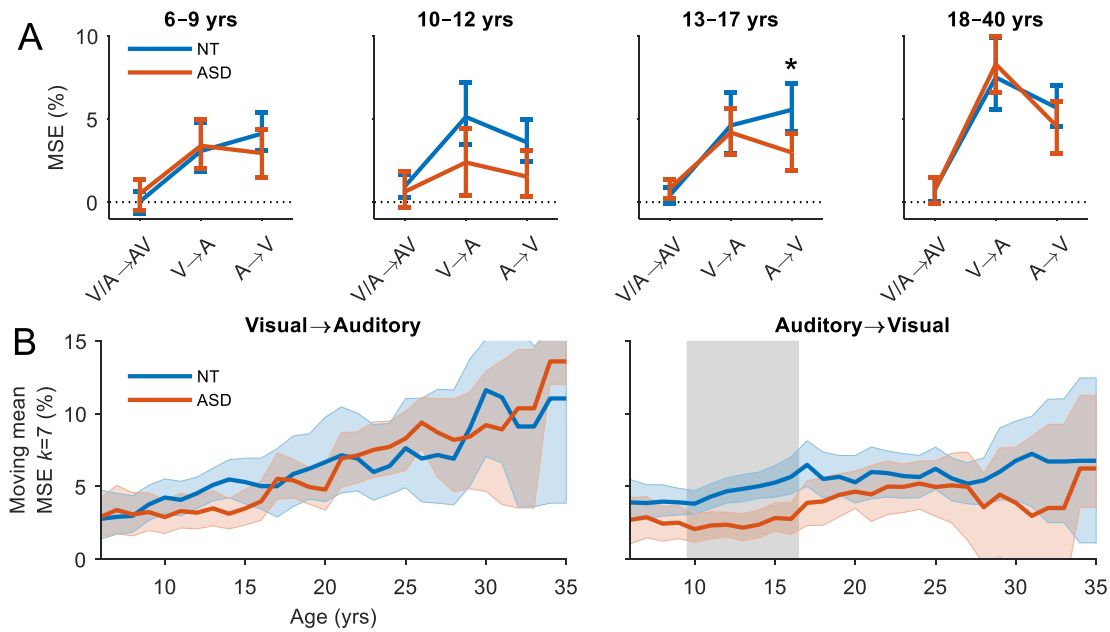 A
6–9 yrs
10–12 yrs
13–17 yrs
18–40 yrs
10
5
0
MSE (%)
NT
ASD
*
V/A→AV
V→A
A→V
V/A→AV
V→A
A→V
V/A→AV
V→A
A→V
V/A→AV
V→A
A→V
B
Visual→Auditory
Auditory→Visual
15
10
5
0
Moving mean
MSE k=7 (%)
NT
ASD
10
15
20
25
30
35
10
15
20
25
30
35
Age (yrs)